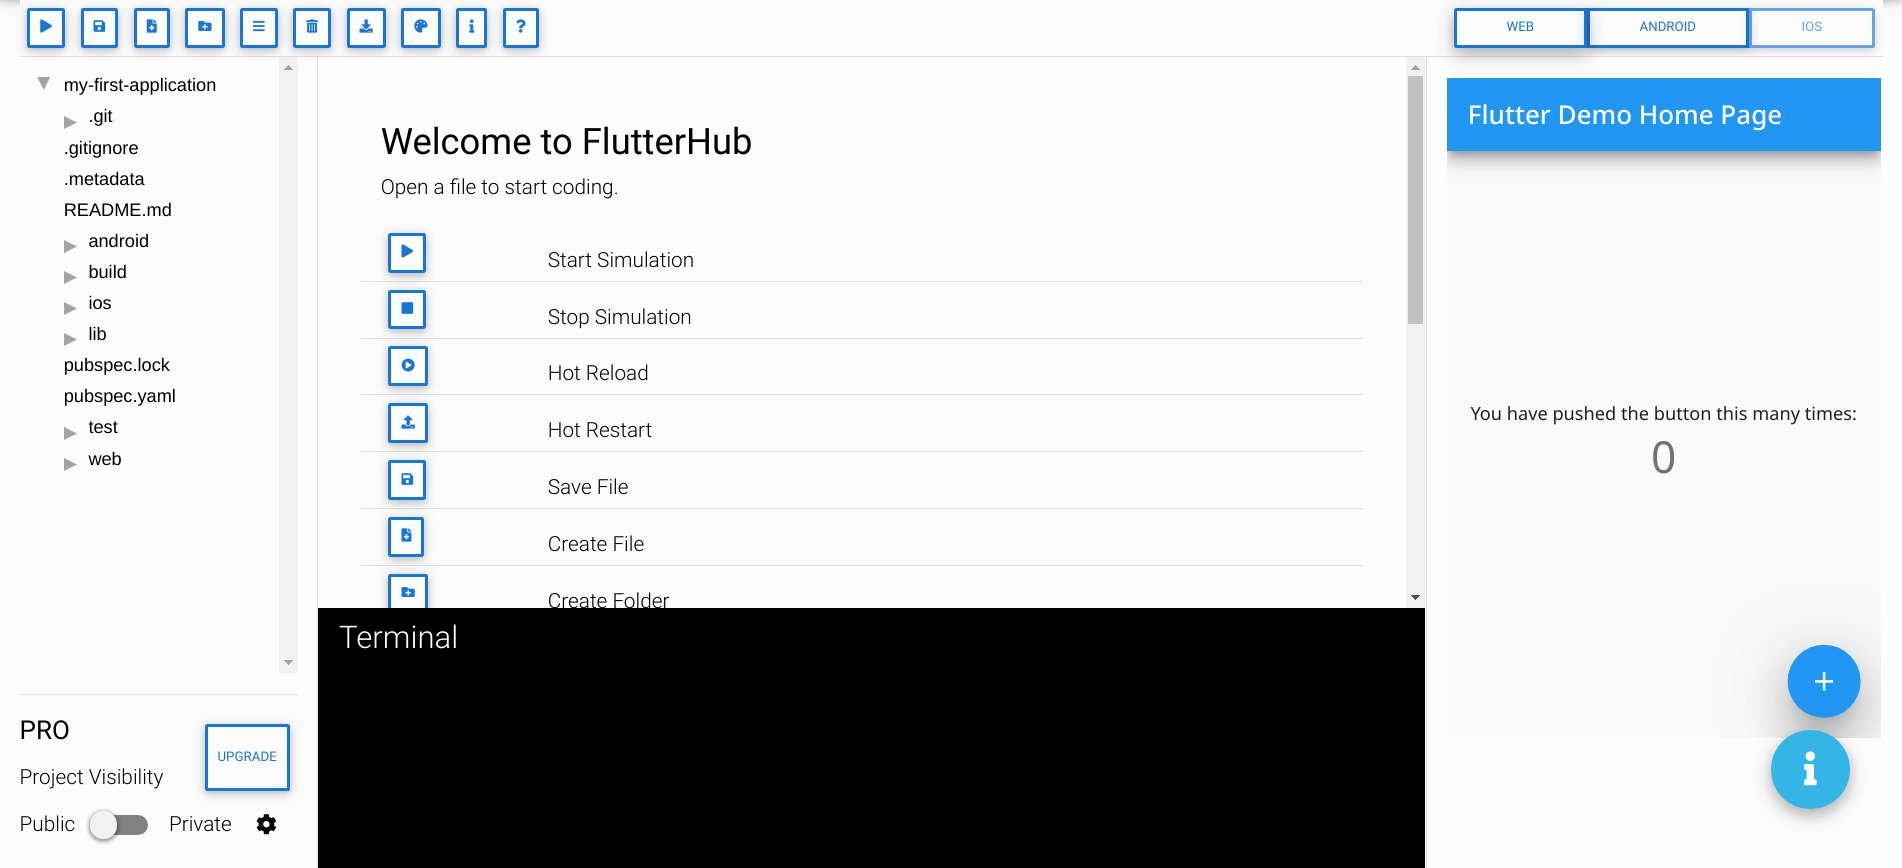 WEB
ANDROID
IOS
my-first-application
.git
.gitignore
.metadata
README.md
android
build
ios
lib
pubspec.lock
pubspec.yaml
test
web
PRO
UPGRADE
Project Visibility
Public
Private
Welcome to FlutterHub
Open a file to start coding.
Start Simulation
Stop Simulation
Hot Reload
Hot Restart
Save File
Create File
Create Folder
Terminal
Flutter Demo Home Page
You have pushed the button this many times:
0